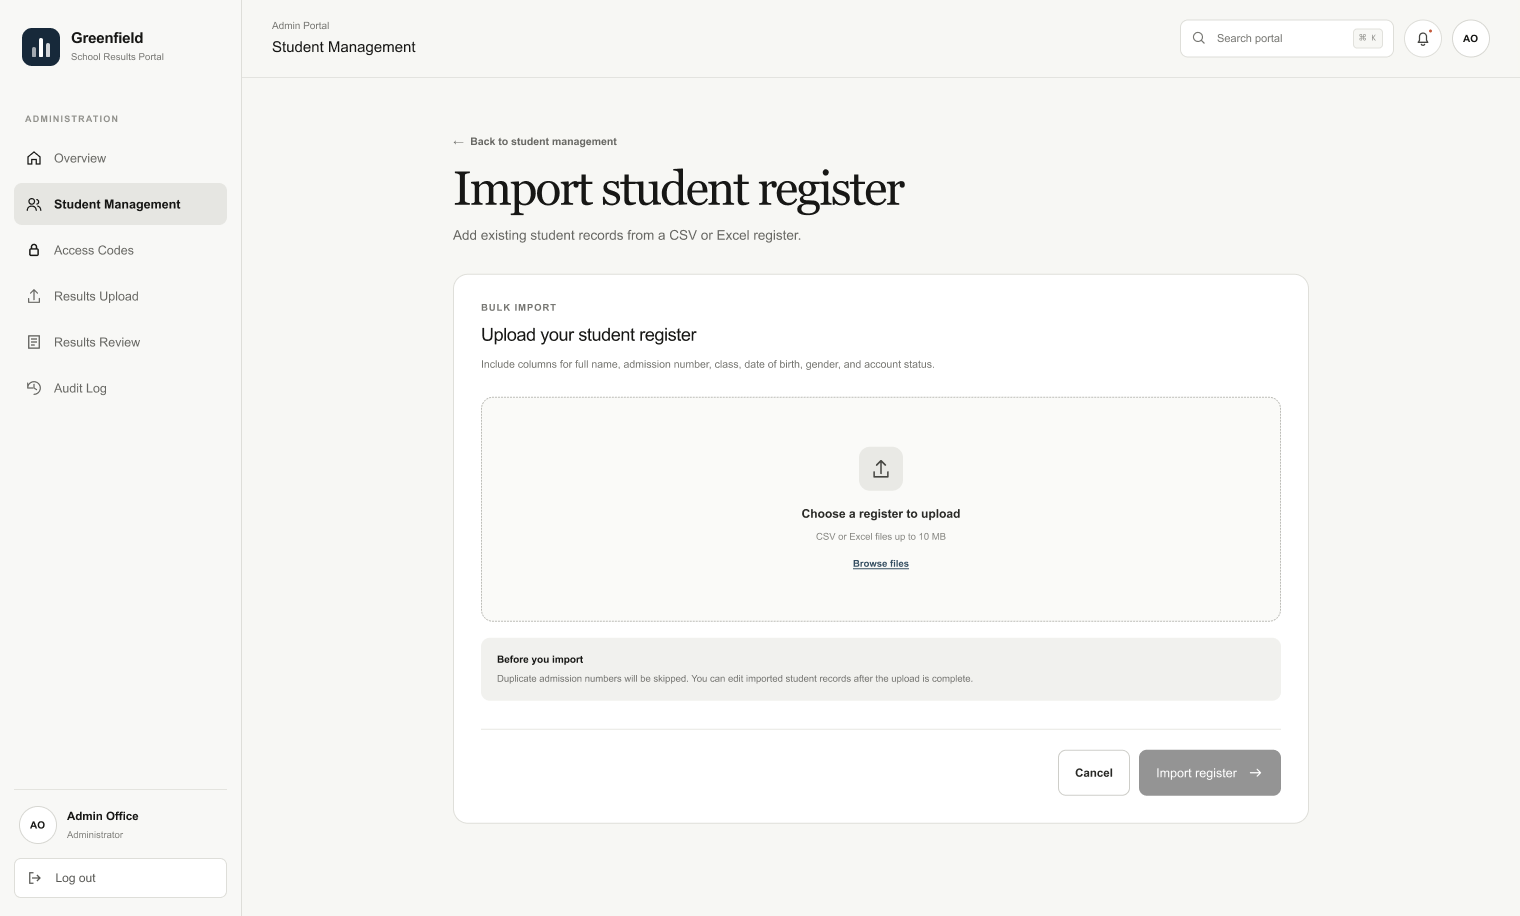 Greenfield
School Results Portal
ADMINISTRATION
Overview
Student Management
Access Codes
Results Upload
Results Review
Audit Log
AO
Admin Office
Administrator
Log out
Admin Portal
Student Management
Search portal
⌘ K
AO
← Back to student management
Import student register
Add existing student records from a CSV or Excel register.
BULK IMPORT
Upload your student register
Include columns for full name, admission number, class, date of birth, gender, and account status.
Choose a register to upload
CSV or Excel files up to 10 MB
Browse files
Before you import
Duplicate admission numbers will be skipped. You can edit imported student records after the upload is complete.
Cancel
Import register →